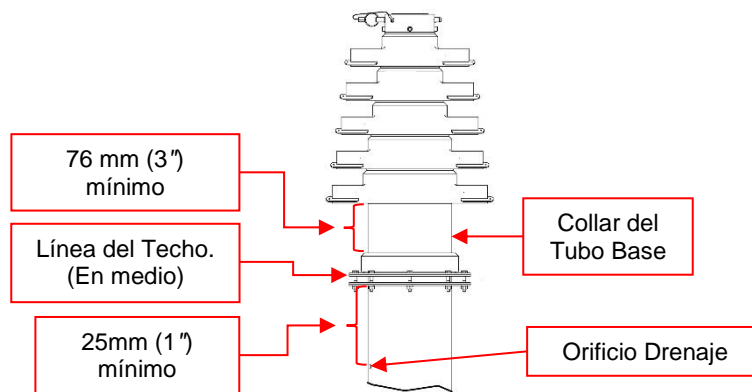 76 mm (3")
mínimo
Línea del Techo.
(En medio)
25mm (1")
mínimo
Collar del
Tubo Base
Orificio Drenaje